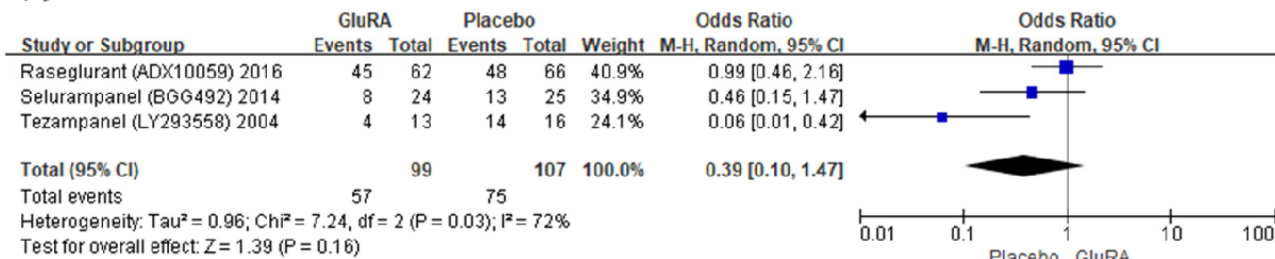 GluRA Placebo Odds Ratio Odds Ratio
Study or Subgroup Events Total Events Total Weight M-H, Random, 95% CI M-H, Random, 95% CI
Raseglurant (ADX10059) 2016 45 62 48 66 40.9% 0.99 [0.46, 2.16]
Selurampanel (BGG492) 2014 8 24 13 25 34.9% 0.46 [0.15, 1.47]
Tezampanel (LY293558) 2004 4 13 14 16 24.1% 0.06 [0.01, 0.42]
Total (95% CI) 99 107 100.0% 0.39 [0.10, 1.47]
Total events 57 75
Heterogeneity: Tau² = 0.96; Chi² = 7.24, df = 2 (P = 0.03); I² = 72%
Test for overall effect: Z = 1.39 (P = 0.16)
0.01 0.1 1 10 100
Placebo GluRA